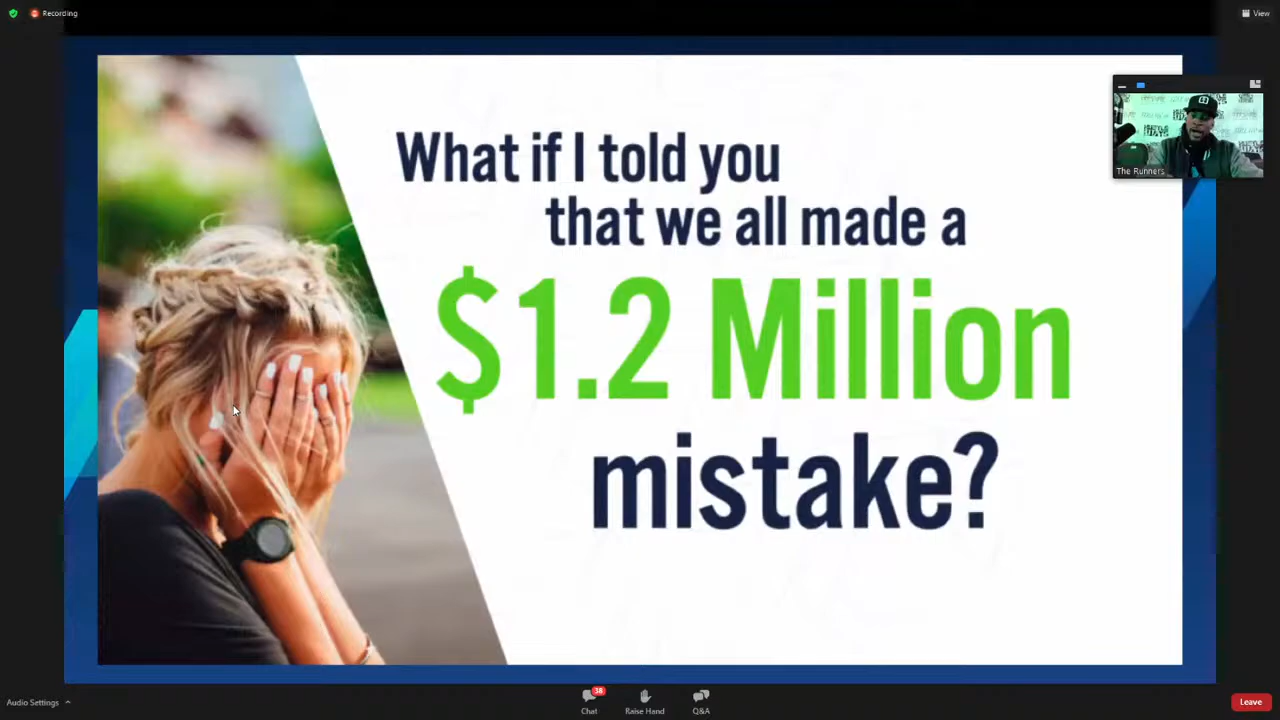 Recording
View
What if I told you
that we all made a
$1.2 Million
mistake?
The Runners
Audio Settings
38
Chat
Raise Hand
Q&A
Leave